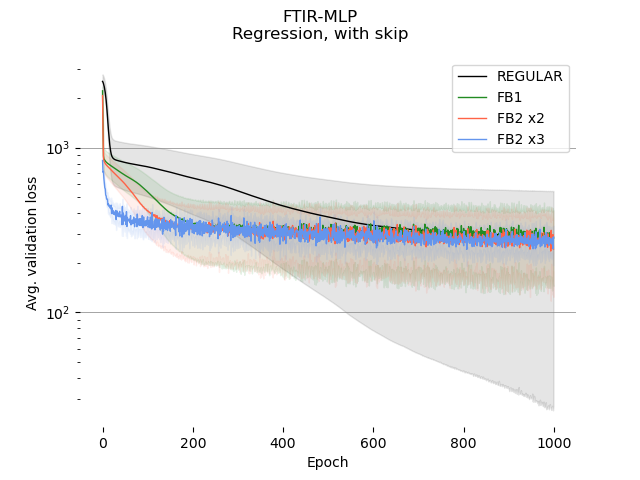 FTIR-MLP
Regression, with skip
REGULAR
FB1
FB2 x2
FB2 x3
10³
10²
Avg. validation loss
0 200 400 600 800 1000
Epoch